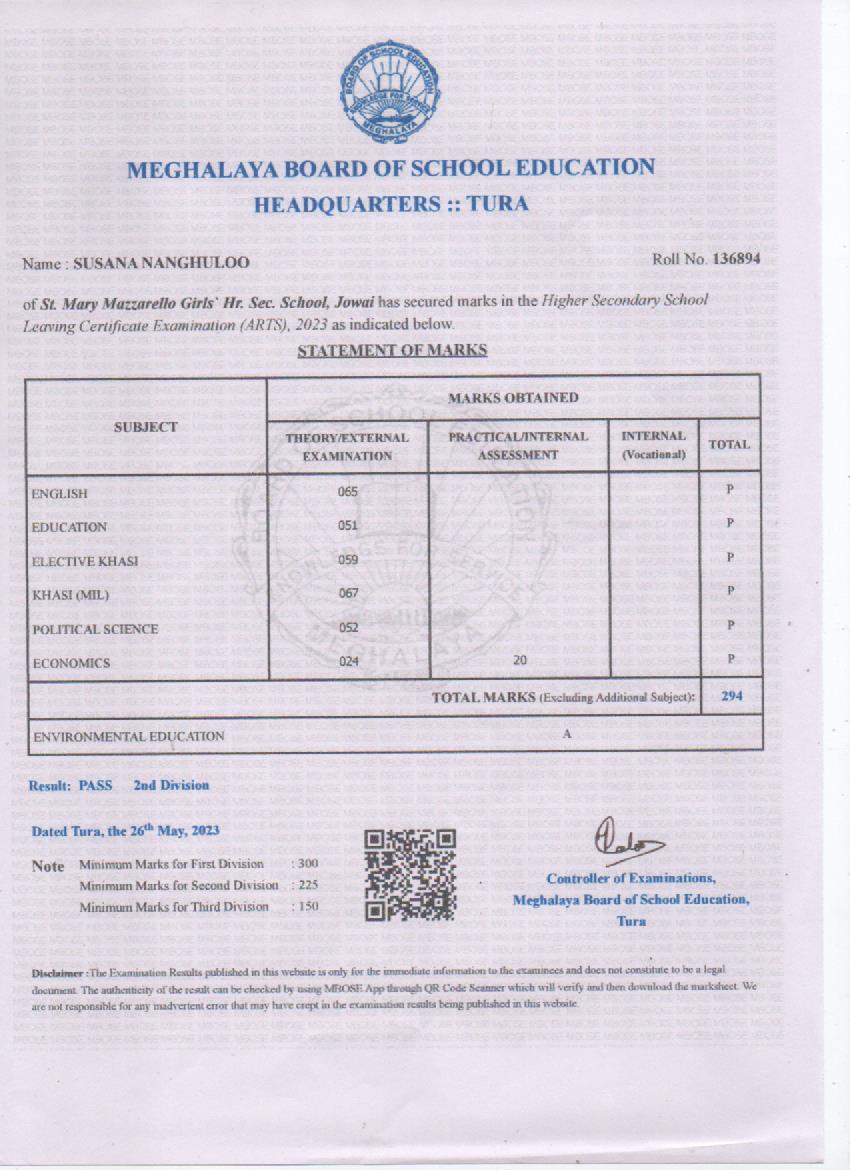 BOARD OF SCHOOL EDUCATION
KNOWLEDGE FOR SERVICE
MEGHALAYA
MEGHALAYA BOARD OF SCHOOL EDUCATION
HEADQUARTERS :: TURA
Name : SUSANA NANGHULOO Roll No. 136894
of St. Mary Mazzarello Girls` Hr. Sec. School, Jowai has secured marks in the Higher Secondary School
Leaving Certificate Examination (ARTS), 2023 as indicated below.
STATEMENT OF MARKS
SUBJECT MARKS OBTAINED
THEORY/EXTERNAL EXAMINATION PRACTICAL/INTERNAL ASSESSMENT INTERNAL (Vocational) TOTAL
ENGLISH 065 P
EDUCATION 051 P
ELECTIVE KHASI 059 P
KHASI (MIL) 067 P
POLITICAL SCIENCE 052 P
ECONOMICS 024 20 P
TOTAL MARKS (Excluding Additional Subject): 294
ENVIRONMENTAL EDUCATION A
Result: PASS 2nd Division
Dated Tura, the 26th May, 2023
Note Minimum Marks for First Division : 300
Minimum Marks for Second Division : 225
Minimum Marks for Third Division : 150
Controller of Examinations,
Meghalaya Board of School Education,
Tura
Disclaimer :The Examination Results published in this website is only for the immediate information to the examinees and does not constitute to be a legal
document. The authenticity of the result can be checked by using MBOSE App through QR Code Scanner which will verify and then download the marksheet. We
are not responsible for any inadvertent error that may have crept in the examination results being published in this website.